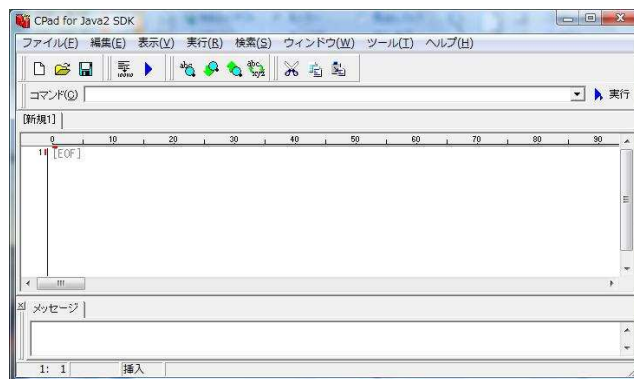 CPad for Java2 SDK
ファイル(F) 編集(E) 表示(V) 実行(R) 検索(S) ウィンドウ(W) ツール(T) ヘルプ(H)
コマンド(C) 実行
[新規1]
0 10 20 30 40 50 60 70 80 90
1 [EOF]
メッセージ
1: 1 挿入